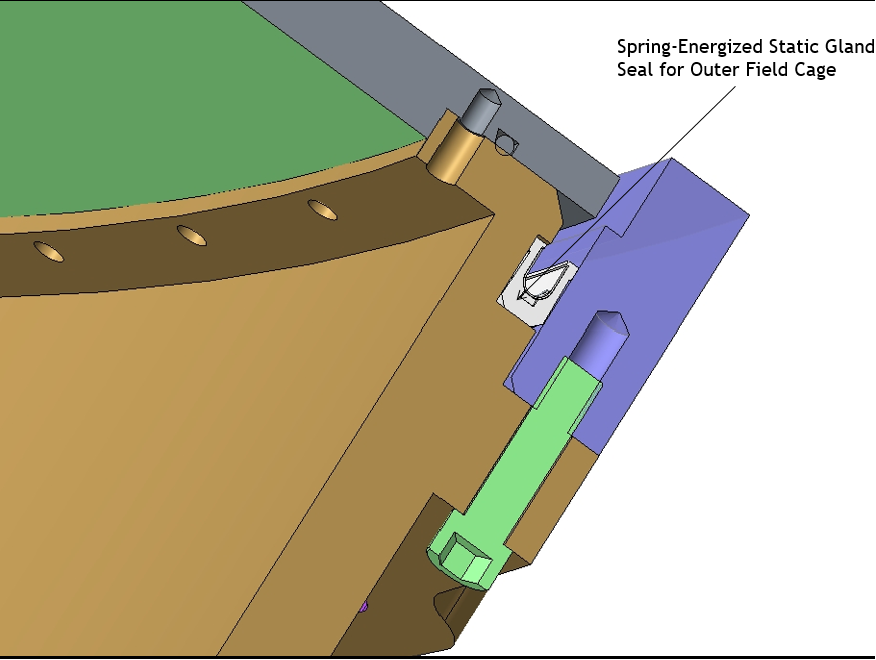 Spring-Energized Static Gland
Seal for Outer Field Cage